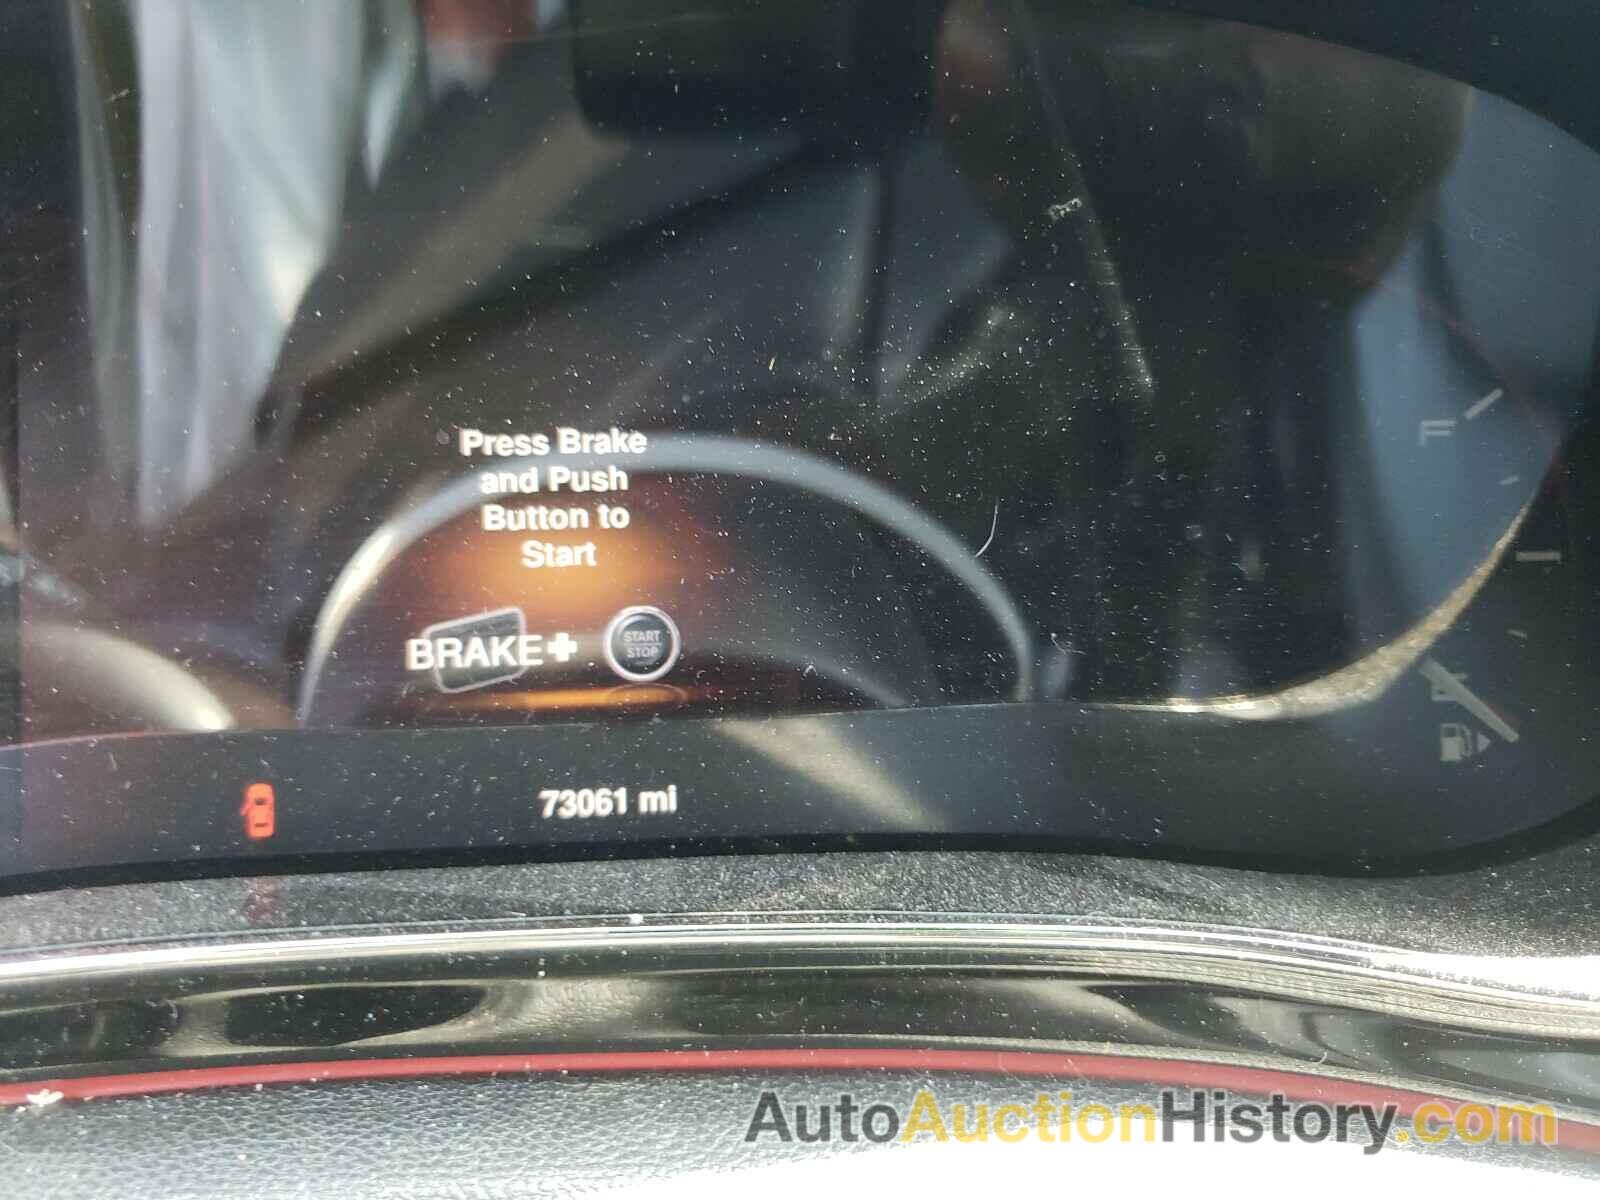 Press Brake
and Push
Button to
Start
BRAKE+
START
STOP
73061 mi
F
E
AutoAuctionHistory.com